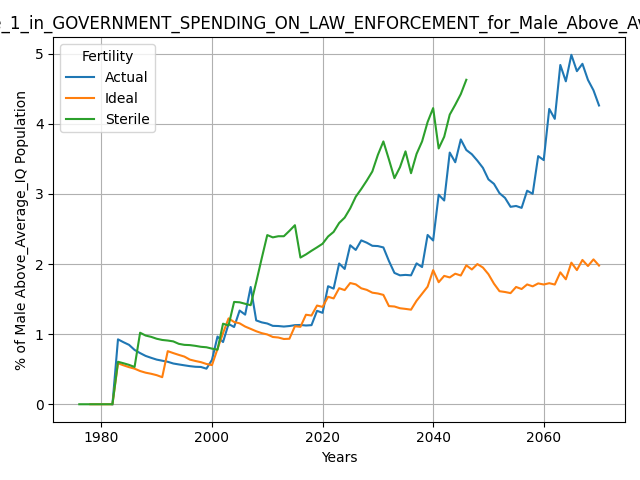 _1_in_GOVERNMENT_SPENDING_ON_LAW_ENFORCEMENT_for_Male_Above_A
Fertility
Actual
Ideal
Sterile
% of Male Above_Average_IQ Population
5
4
3
2
1
0
1980 2000 2020 2040 2060
Years